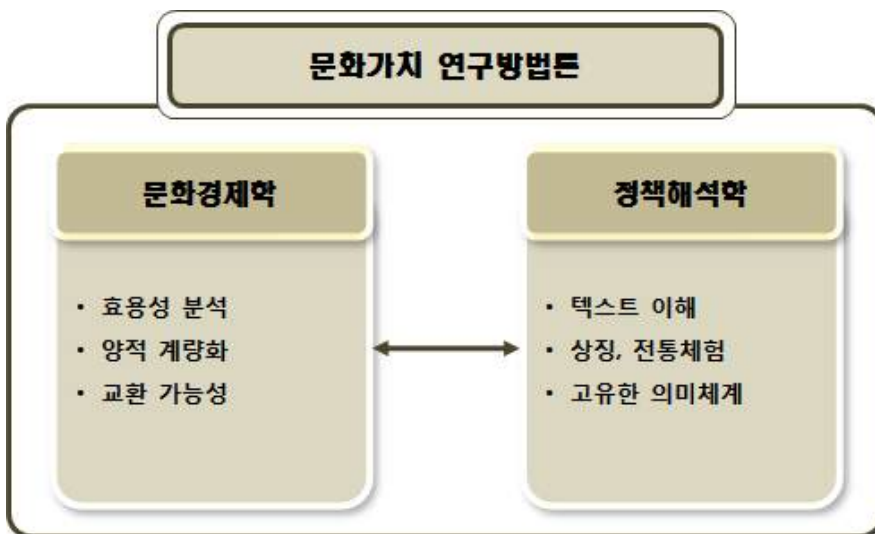 문화가치 연구방법론
문화경제학
• 효용성 분석
• 양적 계량화
• 교환 가능성
정책해석학
• 텍스트 이해
• 상징, 전통체험
• 고유한 의미체계